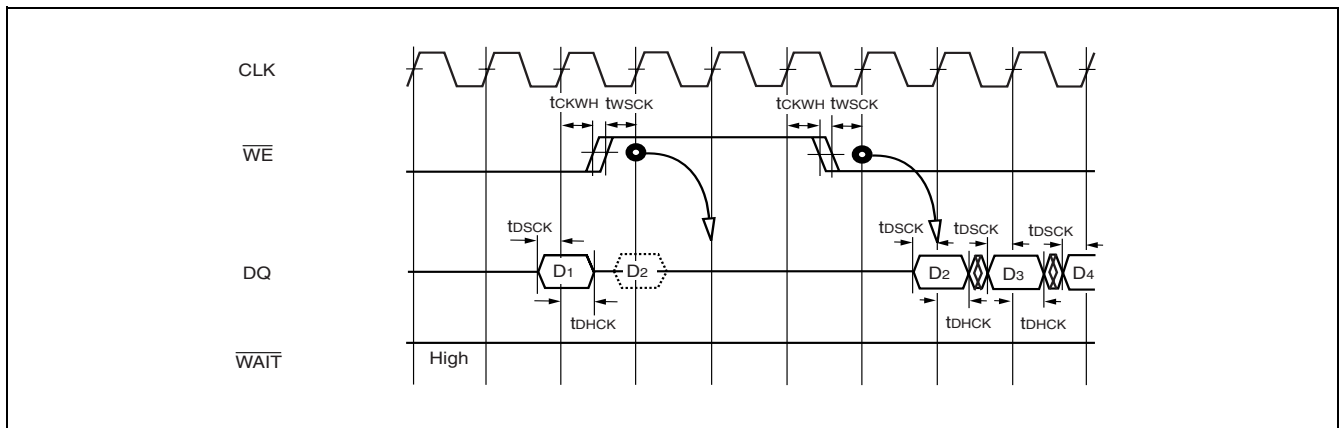 CLK
tCKWH tWSCK tCKWH tWSCK
WE
tDSCK tDSCK tDSCK tDSCK
DQ D1 D2 D2 D3 D4
tDHCK tDHCK tDHCK
WAIT High